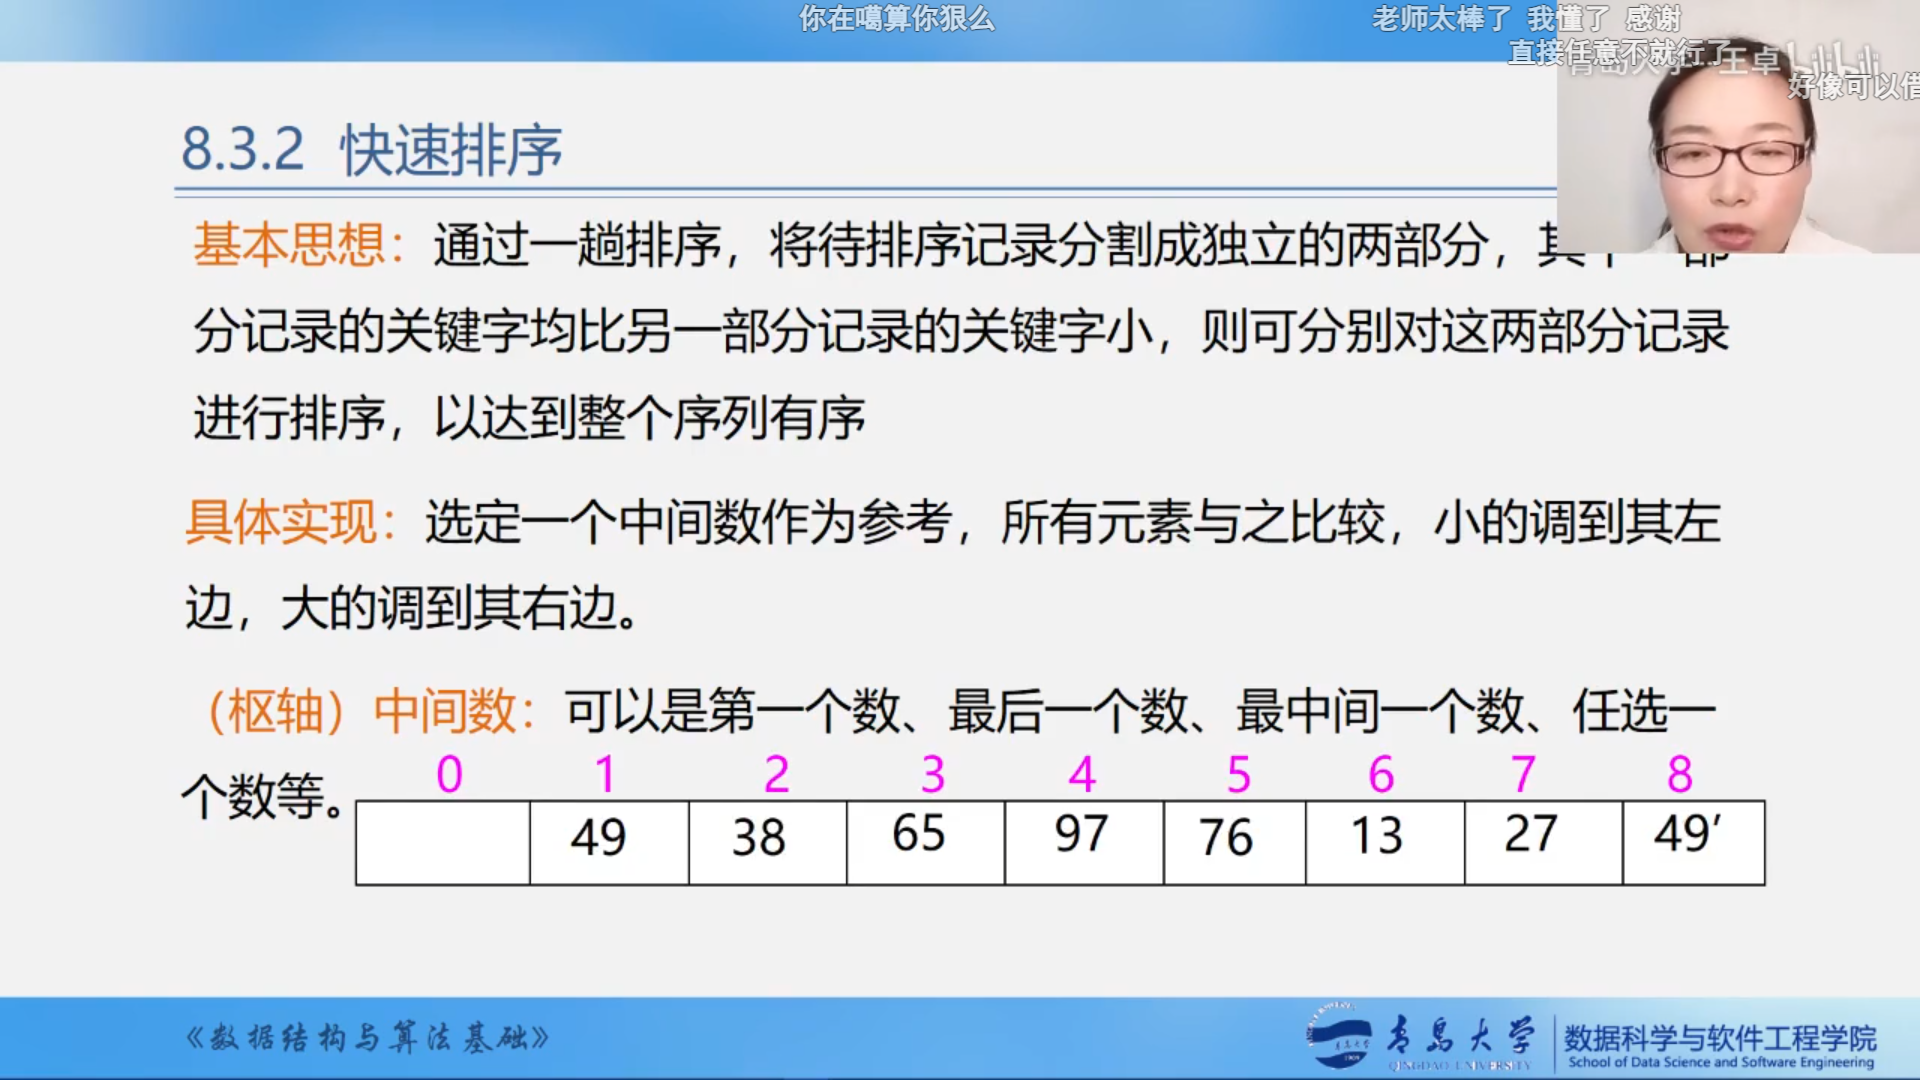 你在噶算你狠么
老师太棒了 我懂了 感谢
直接任意不就行了
青岛大学-王卓 bilibili
好像可以借
8.3.2 快速排序
基本思想：通过一趟排序，将待排序记录分割成独立的两部分，其中一部
分记录的关键字均比另一部分记录的关键字小，则可分别对这两部分记录
进行排序，以达到整个序列有序
具体实现：选定一个中间数作为参考，所有元素与之比较，小的调到其左
边，大的调到其右边。
（枢轴）中间数：可以是第一个数、最后一个数、最中间一个数、任选一
个数等。
0 1 2 3 4 5 6 7 8
49 38 65 97 76 13 27 49′
《数据结构与算法基础》
青岛大学
QINGDAO UNIVERSITY
数据科学与软件工程学院
School of Data Science and Software Engineering